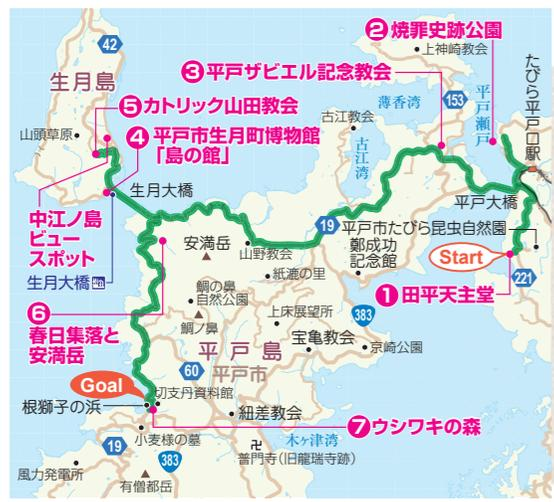 42
生月島
②焼罪史跡公園
上神崎教会
③平戸ザビエル記念教会
薄香湾
153
平戸瀬戸
たびら平戸口駅
⑤カトリック山田教会
山頭草原
④平戸市生月町博物館
「島の館」
古江教会
古江湾
生月大橋
中江ノ島
ビュー
スポット
生月大橋
平戸大橋
19
平戸市たびら昆虫自然園
安満岳
山野教会
鄭成功
記念館
Start
221
紙漉の里
①田平天主堂
鯛の鼻
自然公園
⑥
春日集落と
安満岳
上床展望所
383
鯛ノ鼻
平戸島
宝亀教会
京崎公園
平戸市
60
Goal
切支丹資料館
根獅子の浜
紐差教会
⑦ウシワキの森
19
小麦様の墓
木ヶ津湾
383
普門寺(旧龍瑞寺跡)
風力発電所
有僧都岳